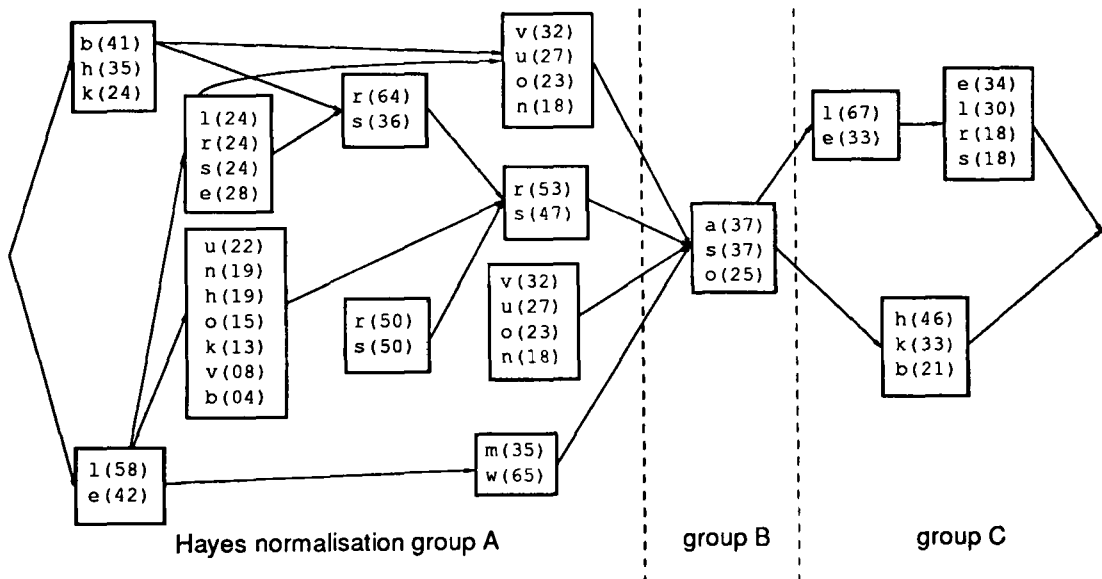 b(41)
h(35)
k(24)
l(24)
r(24)
s(24)
e(28)
u(22)
n(19)
h(19)
o(15)
k(13)
v(08)
b(04)
l(58)
e(42)
r(64)
s(36)
r(50)
s(50)
v(32)
u(27)
o(23)
n(18)
r(53)
s(47)
v(32)
u(27)
o(23)
n(18)
m(35)
w(65)
a(37)
s(37)
o(25)
l(67)
e(33)
e(34)
l(30)
r(18)
s(18)
h(46)
k(33)
b(21)
Hayes normalisation group A
group B
group C